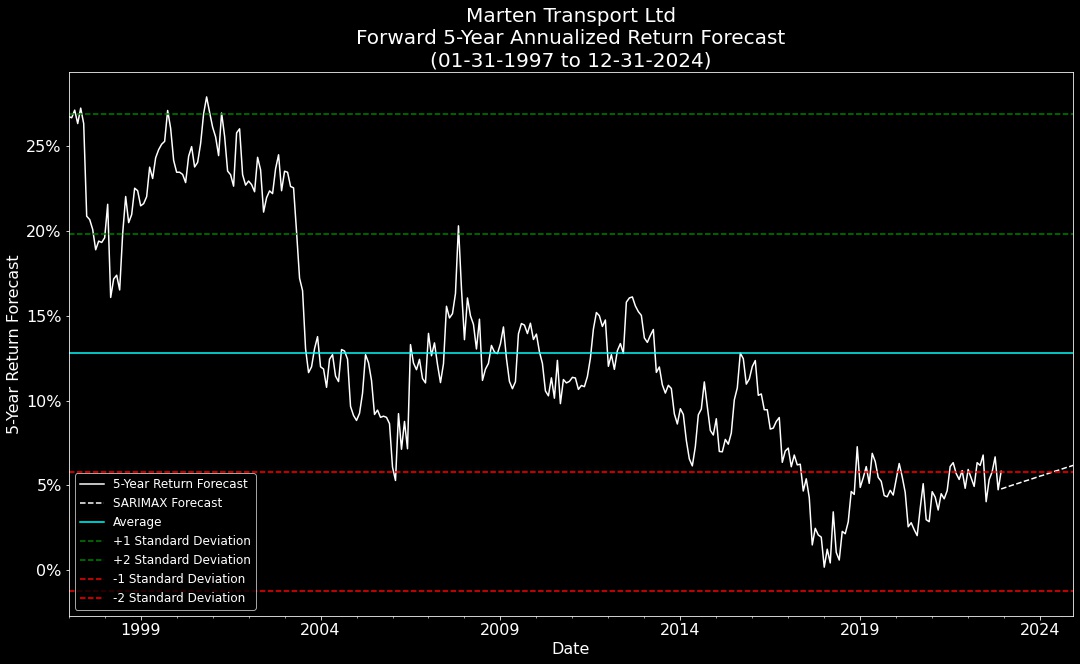 Marten Transport Ltd
Forward 5-Year Annualized Return Forecast
(01-31-1997 to 12-31-2024)
5-Year Return Forecast
25%
20%
15%
10%
5%
0%
5-Year Return Forecast
SARIMAX Forecast
Average
+1 Standard Deviation
+2 Standard Deviation
-1 Standard Deviation
-2 Standard Deviation
1999
2004
2009
2014
2019
2024
Date